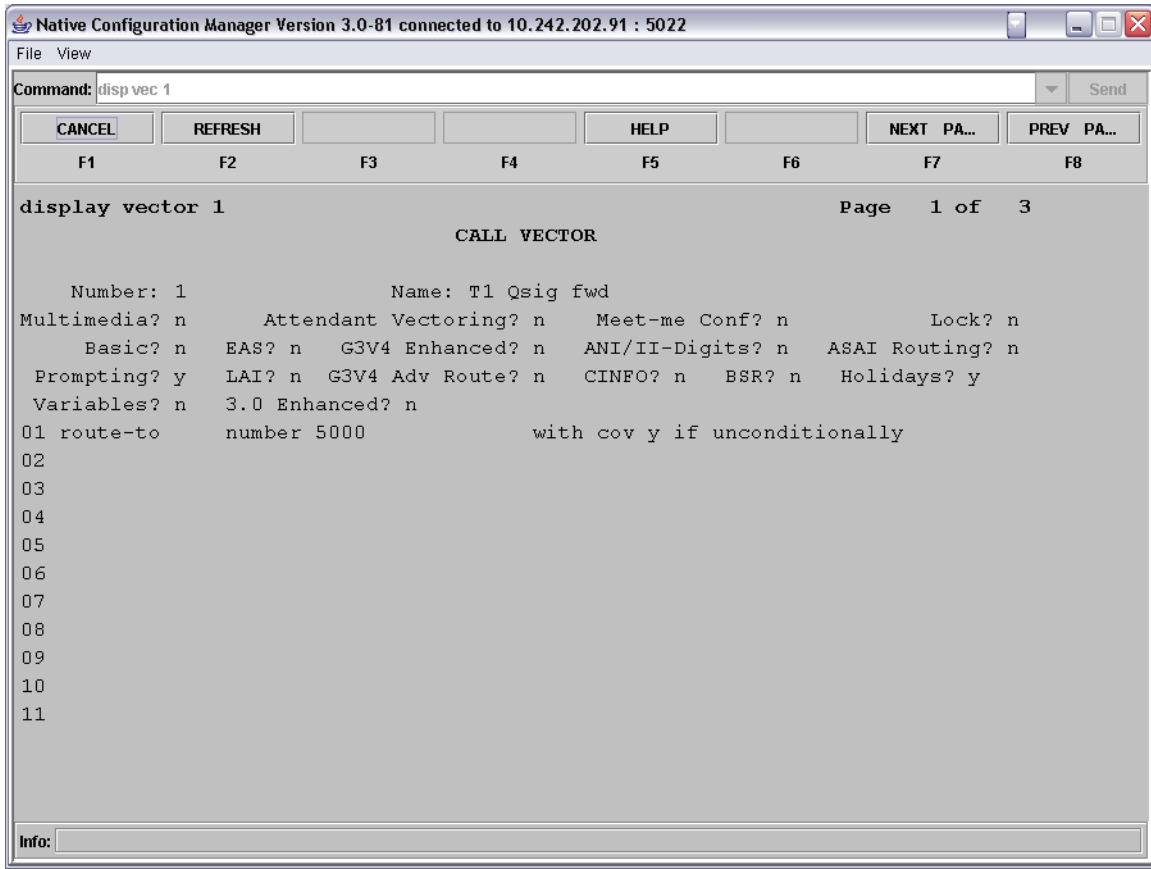 Native Configuration Manager Version 3.0-81 connected to 10.242.202.91 : 5022
File View
Command: disp vec 1 Send
CANCEL REFRESH HELP NEXT PA... PREV PA...
F1 F2 F3 F4 F5 F6 F7 F8
display vector 1 Page 1 of 3
CALL VECTOR
Number: 1 Name: T1 Qsig fwd
Multimedia? n Attendant Vectoring? n Meet-me Conf? n Lock? n
Basic? n EAS? n G3V4 Enhanced? n ANI/II-Digits? n ASAI Routing? n
Prompting? y LAI? n G3V4 Adv Route? n CINFO? n BSR? n Holidays? y
Variables? n 3.0 Enhanced? n
01 route-to number 5000 with cov y if unconditionally
02
03
04
05
06
07
08
09
10
11
Info: